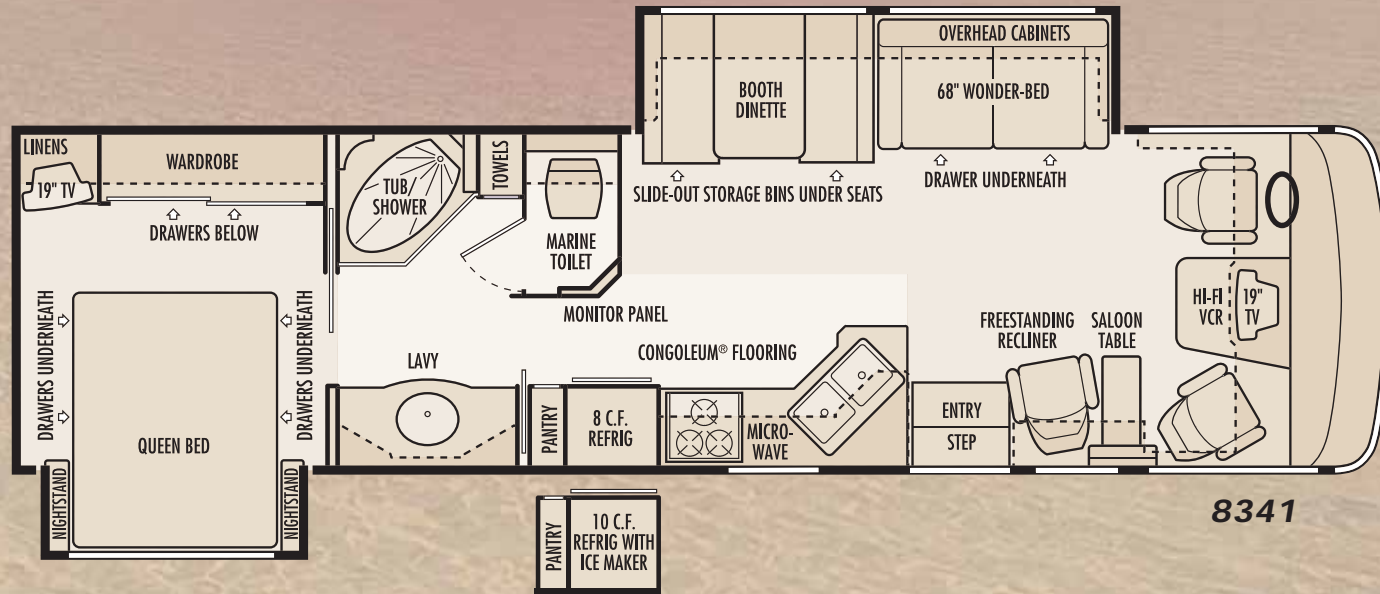 OVERHEAD CABINETS
BOOTH
DINETTE
68" WONDER-BED
LINENS
WARDROBE
19" TV
TUB
SHOWER
TOWELS
SLIDE-OUT STORAGE BINS UNDER SEATS
DRAWER UNDERNEATH
DRAWERS BELOW
MARINE
TOILET
DRAWERS UNDERNEATH
DRAWERS UNDERNEATH
MONITOR PANEL
HI-FI
VCR
19"
TV
FREESTANDING
RECLINER
SALOON
TABLE
CONGOLEUM® FLOORING
LAVY
QUEEN BED
PANTRY
8 C.F.
REFRIG
MICRO-
WAVE
ENTRY
STEP
NIGHTSTAND
NIGHTSTAND
PANTRY
10 C.F.
REFRIG WITH
ICE MAKER
8341